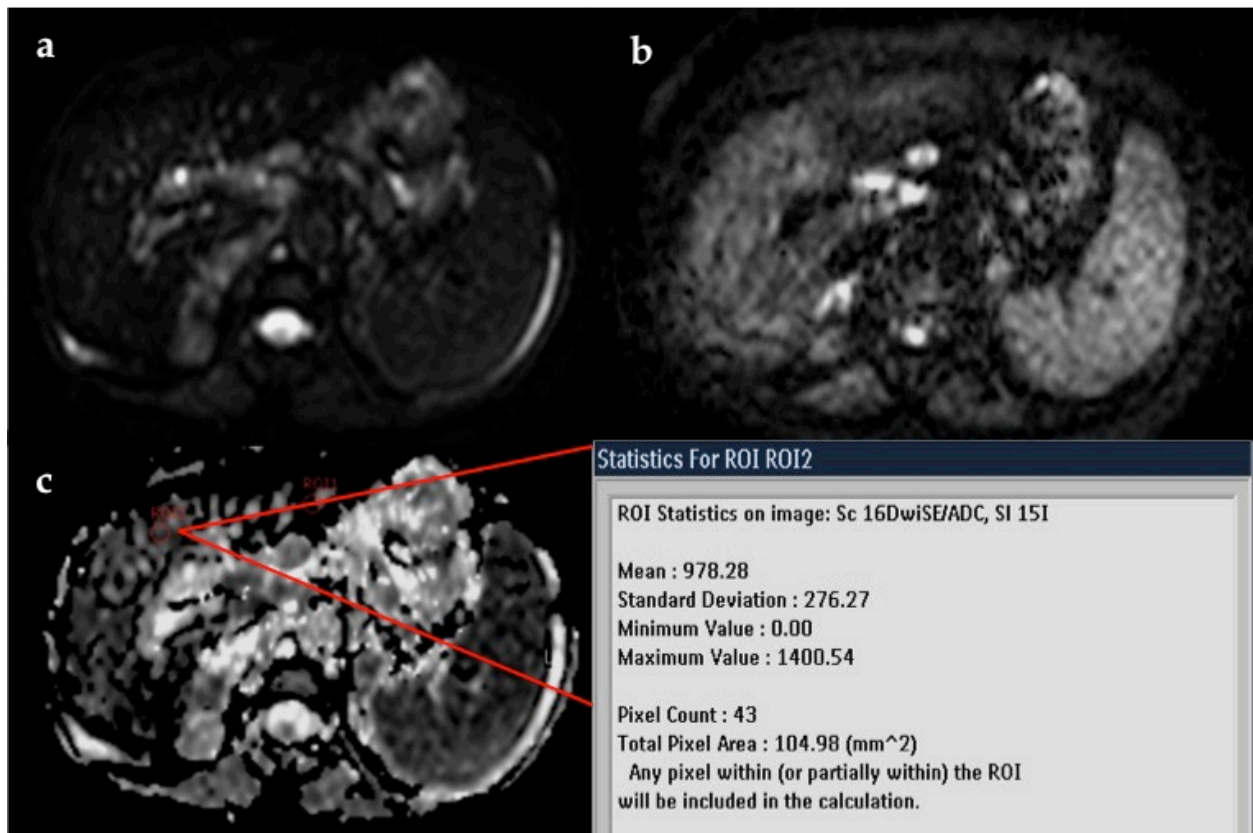 a
b
c
ROI1
Statistics For ROI ROI2
ROI Statistics on image: Sc 16DwiSE/ADC, Sl 15I
Mean : 978.28
Standard Deviation : 276.27
Minimum Value : 0.00
Maximum Value : 1400.54
Pixel Count : 43
Total Pixel Area : 104.98 (mm^2)
Any pixel within (or partially within) the ROI
will be included in the calculation.